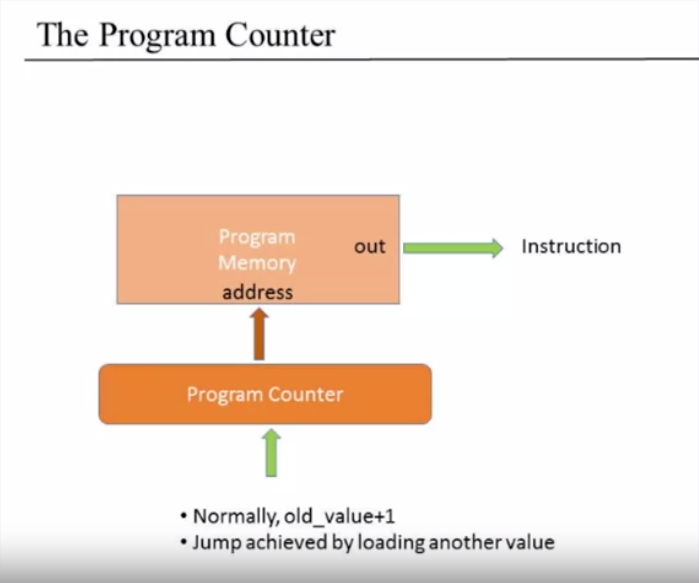 The Program Counter
Program
Memory
out
Instruction
address
Program Counter
• Normally, old_value+1
• Jump achieved by loading another value